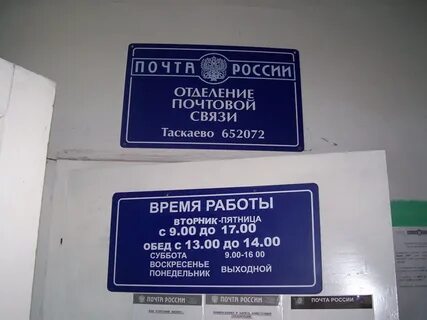 ПОЧТА РОССИИ
ОТДЕЛЕНИЕ
ПОЧТОВОЙ
СВЯЗИ
Таскаево 652072
ВРЕМЯ РАБОТЫ
ВТОРНИК-ПЯТНИЦА
с 9.00 до 17.00
ОБЕД с 13.00 до 14.00
СУББОТА 9.00-16 00
ВОСКРЕСЕНЬЕ
ПОНЕДЕЛЬНИК ВЫХОДНОЙ
ПОЧТА РОССИИ
ПОЧТА РОССИИ
ПОЧТА РОССИИ